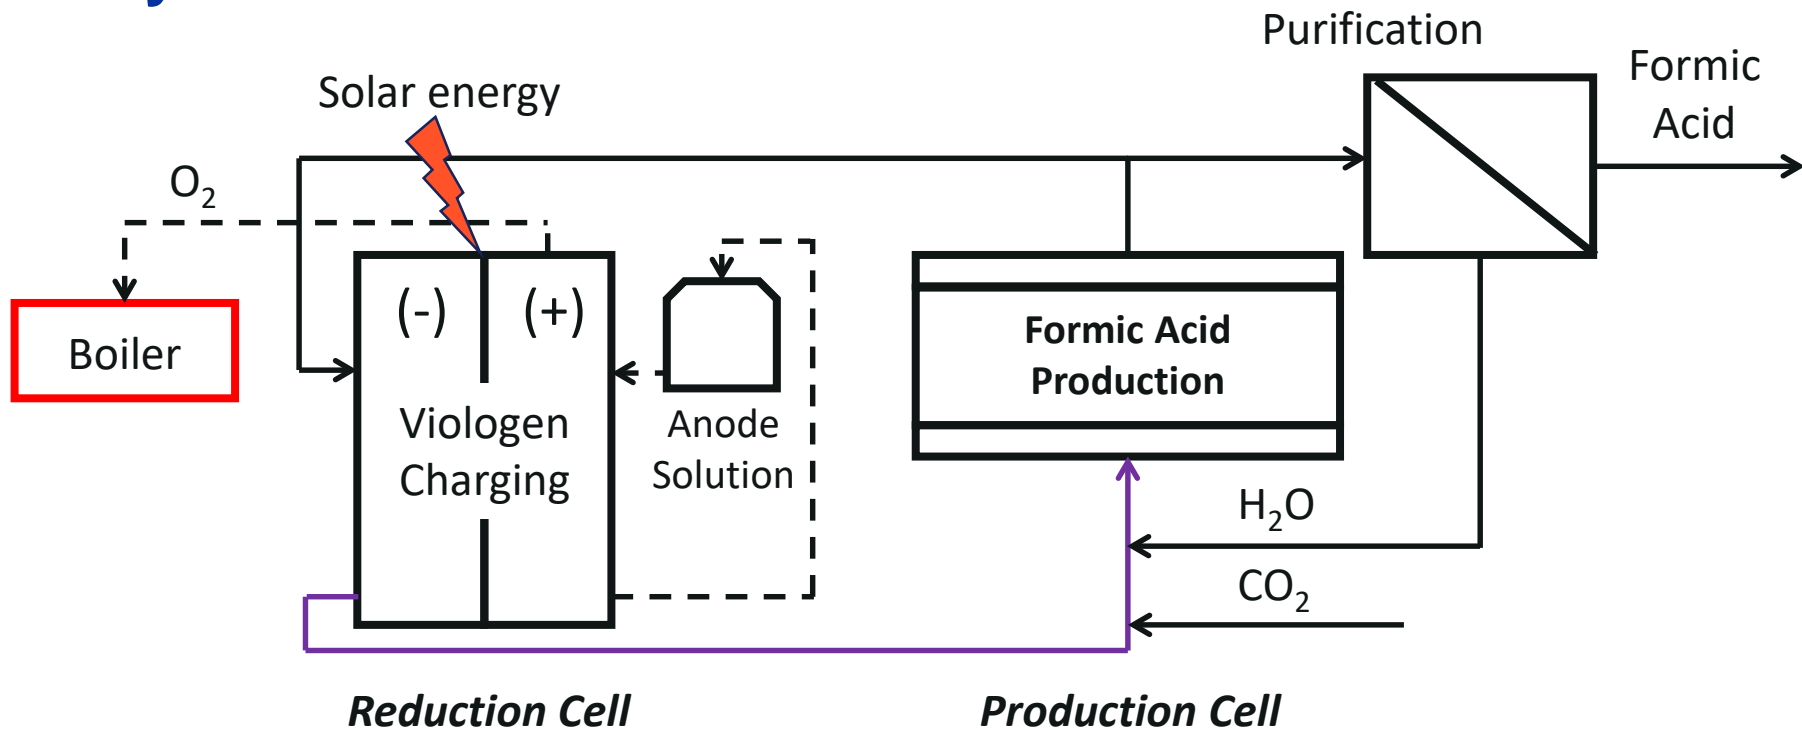 Purification
Formic
Acid
Solar energy
O₂
(-)
(+)
Boiler
Formic Acid
Production
Viologen
Charging
Anode
Solution
H₂O
CO₂
Reduction Cell
Production Cell